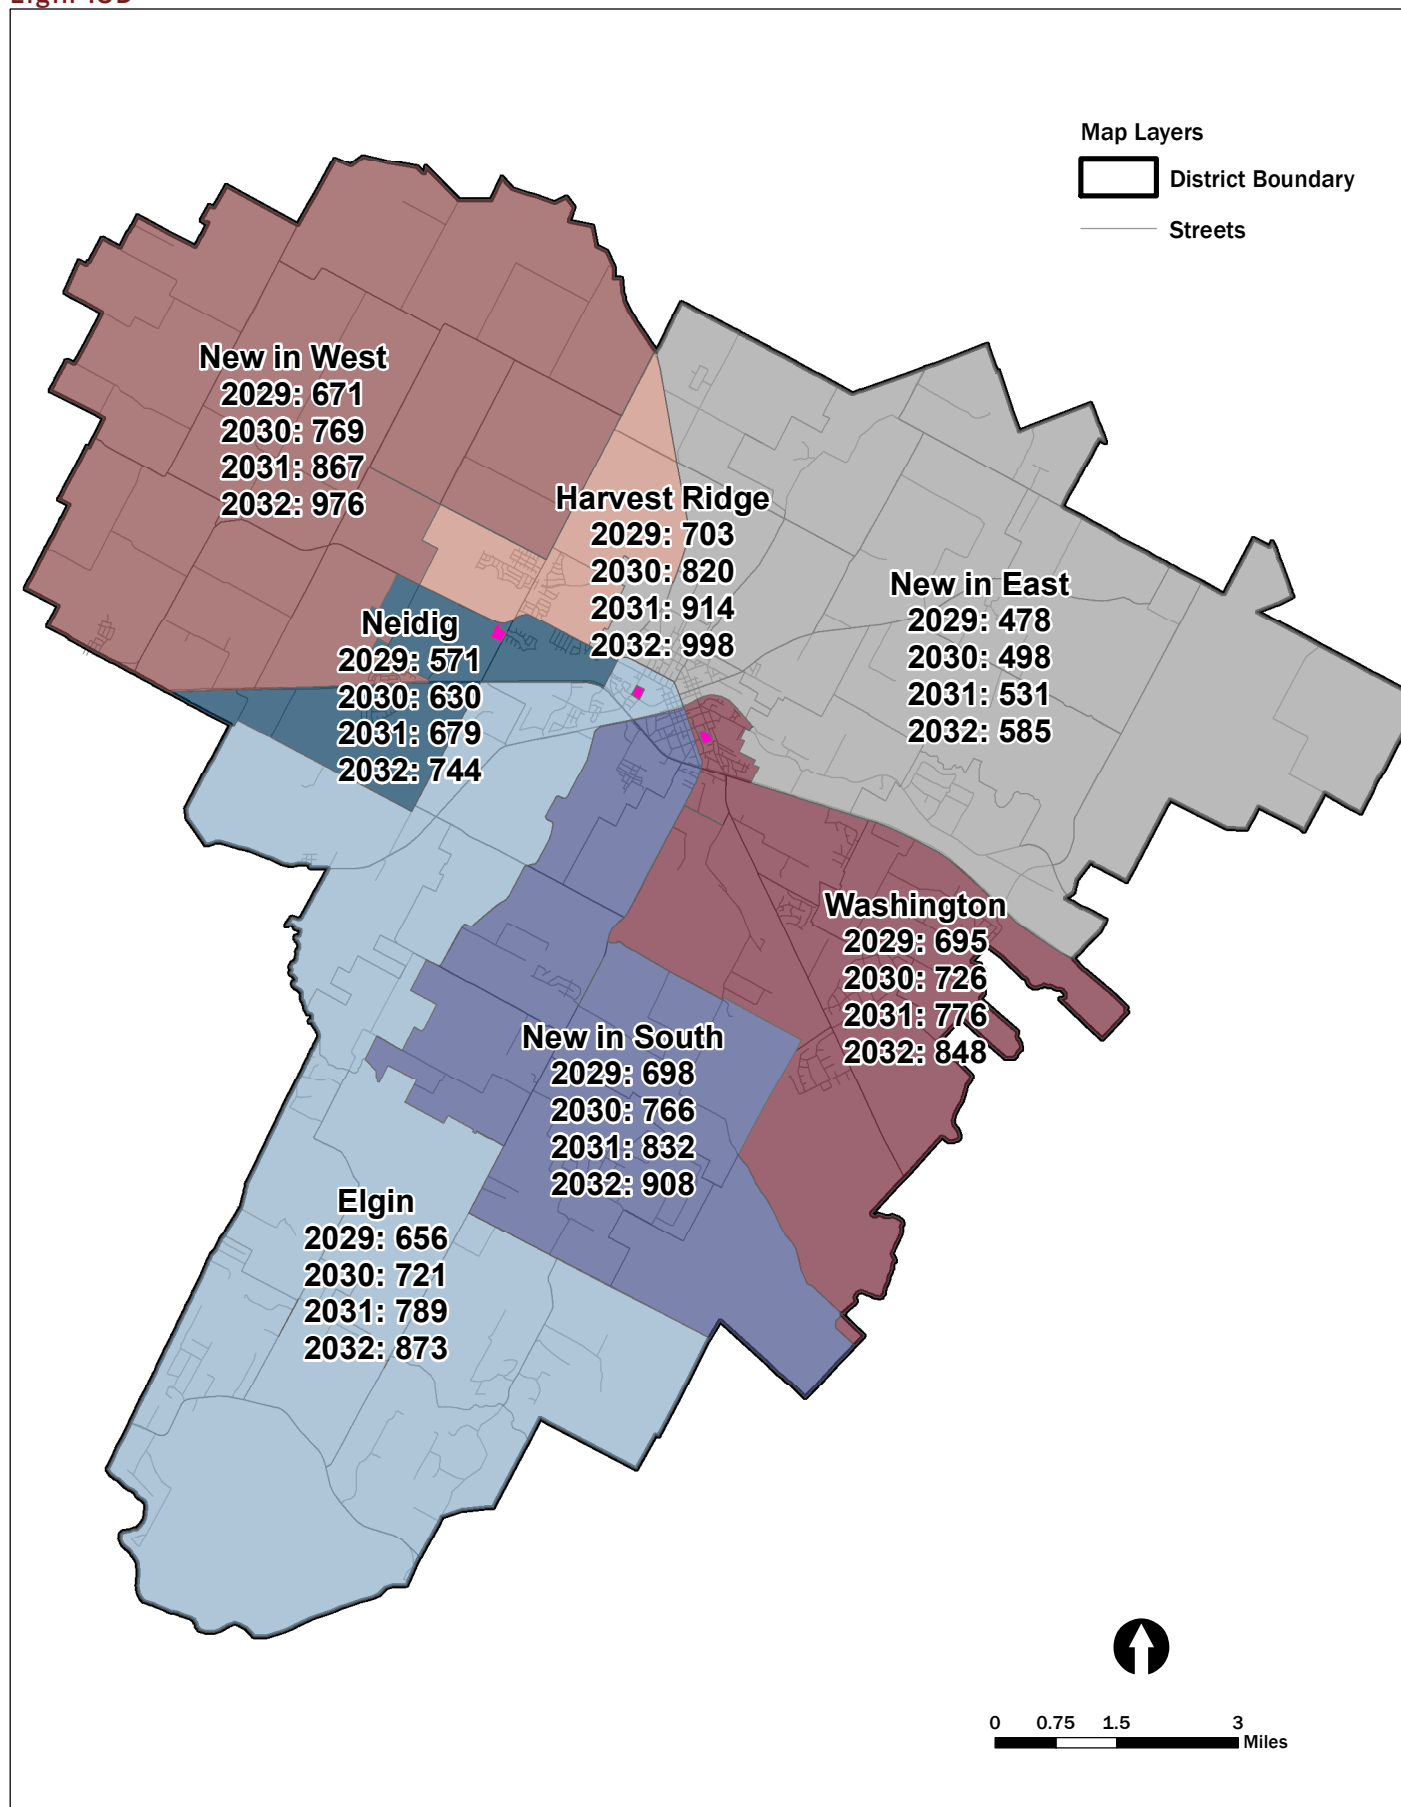 Elgin ISD
Map Layers
District Boundary
Streets
New in West
2029: 671
2030: 769
2031: 867
2032: 976
Harvest Ridge
2029: 703
2030: 820
2031: 914
2032: 998
New in East
2029: 478
2030: 498
2031: 531
2032: 585
Neidig
2029: 571
2030: 630
2031: 679
2032: 744
Washington
2029: 695
2030: 726
2031: 776
2032: 848
New in South
2029: 698
2030: 766
2031: 832
2032: 908
Elgin
2029: 656
2030: 721
2031: 789
2032: 873
0 0.75 1.5 3
Miles